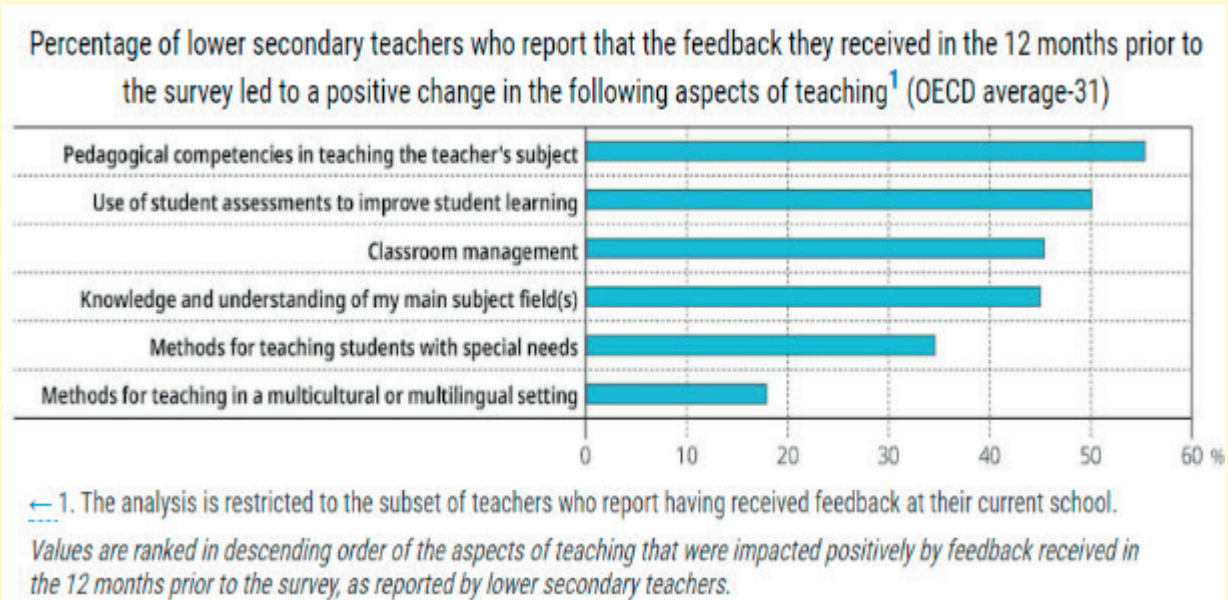 Percentage of lower secondary teachers who report that the feedback they received in the 12 months prior to
the survey led to a positive change in the following aspects of teaching1 (OECD average-31)
Pedagogical competencies in teaching the teacher's subject
Use of student assessments to improve student learning
Classroom management
Knowledge and understanding of my main subject field(s)
Methods for teaching students with special needs
Methods for teaching in a multicultural or multilingual setting
0 10 20 30 40 50 60 %
← 1. The analysis is restricted to the subset of teachers who report having received feedback at their current school.
Values are ranked in descending order of the aspects of teaching that were impacted positively by feedback received in
the 12 months prior to the survey, as reported by lower secondary teachers.